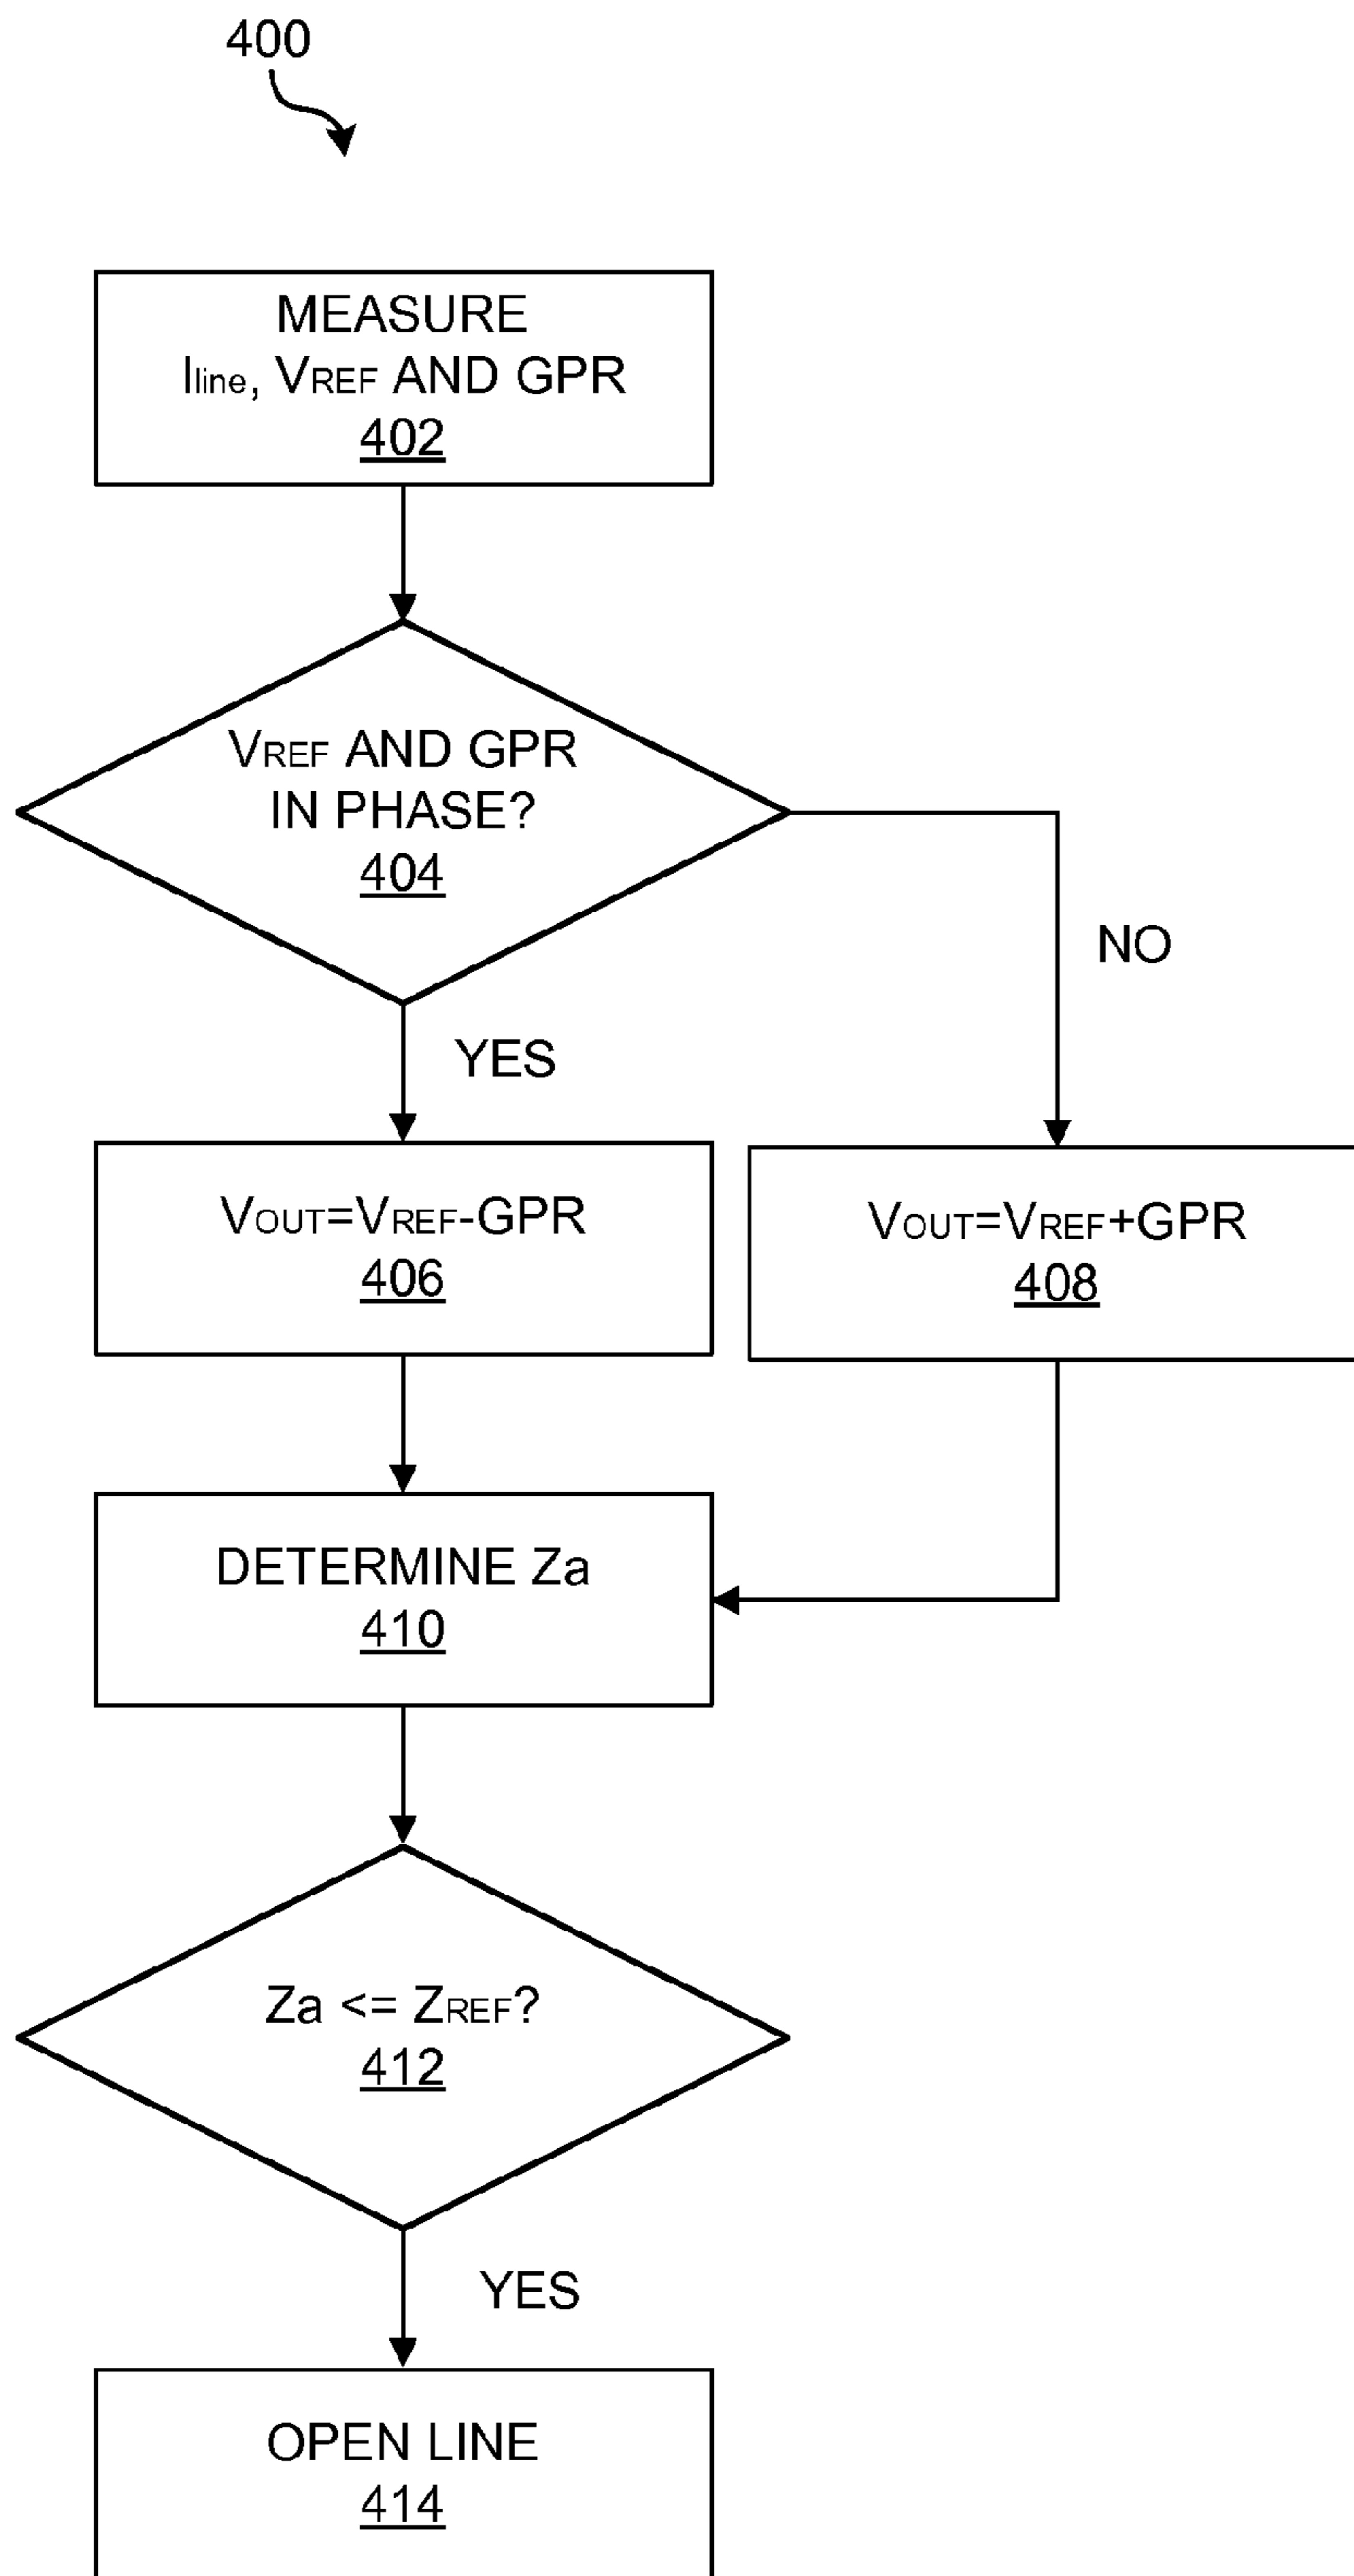 400
MEASURE
Iline, VREF AND GPR
402
VREF AND GPR
IN PHASE?
404
NO
YES
VOUT=VREF-GPR
406
VOUT=VREF+GPR
408
DETERMINE Za
410
Za <= ZREF?
412
YES
OPEN LINE
414